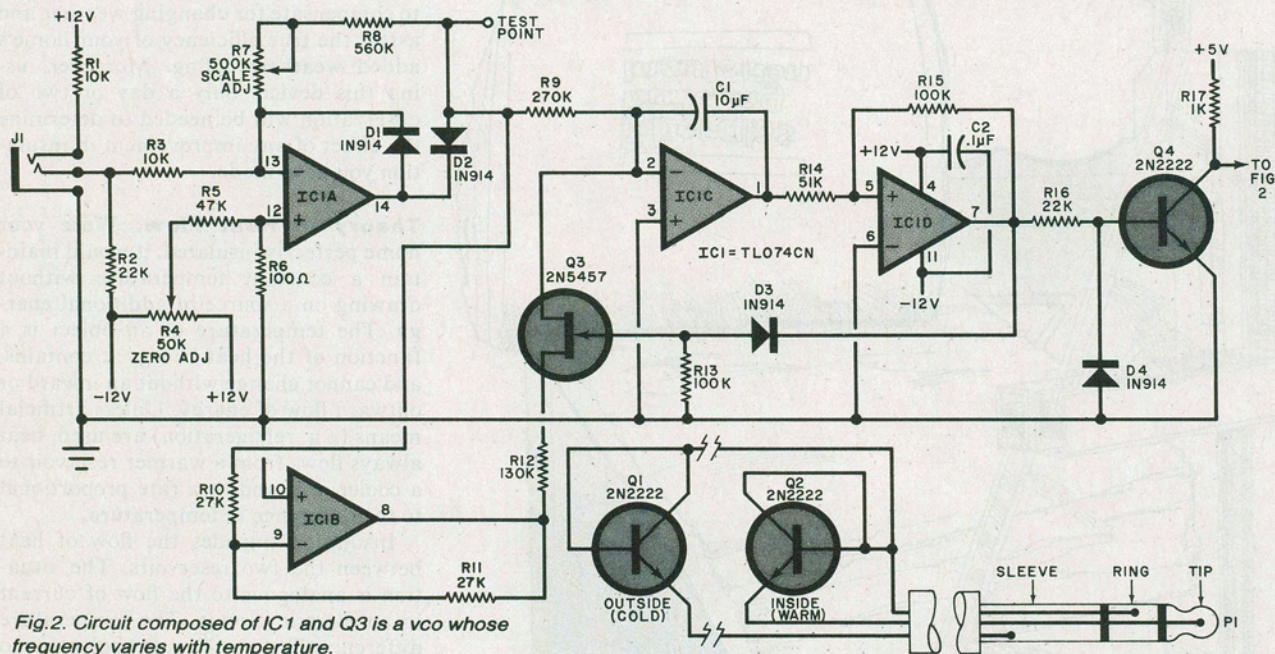 +12V
R1
10K
J1
R3
10K
R2
22K
R4
50K
ZERO ADJ
-12V
+12V
R5
47K
R6
100Ω
R7
500K
SCALE
ADJ
R8
560K
TEST
POINT
D1
IN914
D2
IN914
13
12
IC1A
14
R9
270K
C1
10µF
2
3
IC1C
1
IC1=TL074CN
R14
51K
R15
100K
+12V
C2
.1µF
5
4
6
IC1D
7
11
-12V
R16
22K
+5V
R17
1K
Q4
2N2222
TO
FIG
2
D4
IN914
Q3
2N5457
D3
IN914
R13
100K
R10
27K
10
9
IC1B
8
R12
130K
R11
27K
Q1
2N2222
OUTSIDE
(COLD)
Q2
2N2222
INSIDE
(WARM)
SLEEVE
RING
TIP
P1
Fig.2. Circuit composed of IC1 and Q3 is a vco whose
frequency varies with temperature.